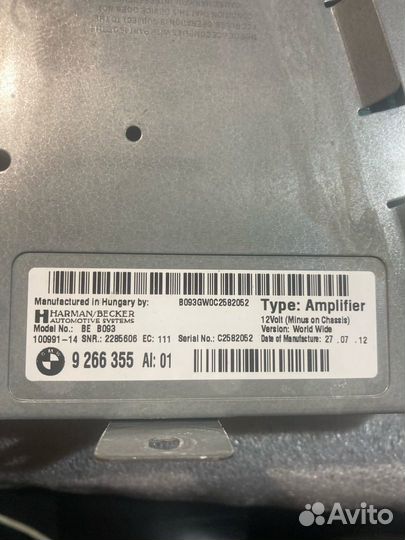 Manufactured in Hungary by:
B093GW0C2582052
Type: Amplifier
HARMAN/BECKER
AUTOMOTIVE SYSTEMS
12Volt (Minus on Chassis)
Model No.: BE B093
Version: World Wide
100991-14 SNR.: 2285606 EC: 111
Serial No.: C2582052
Date of Manufacture: 27 .07 .12
BMW
9 266 355 AI: 01
Avito